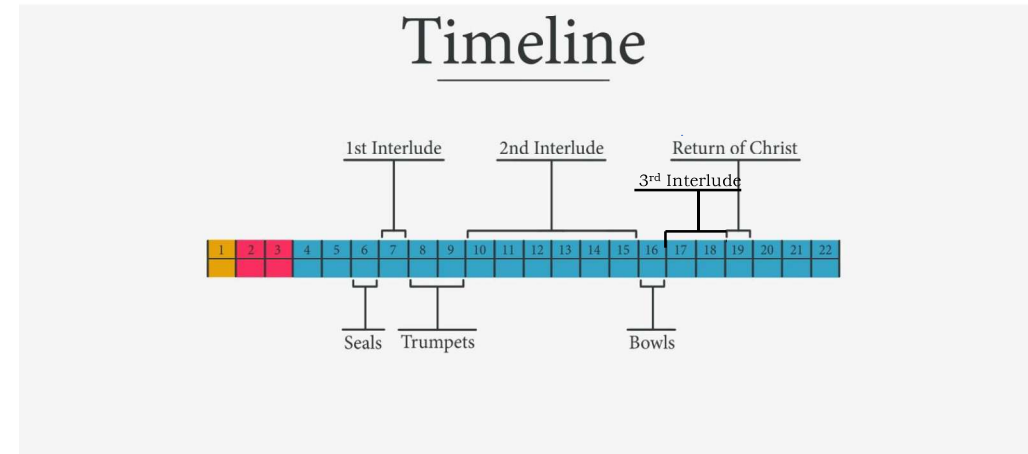 Timeline
1st Interlude
2nd Interlude
Return of Christ
3rd Interlude
1 2 3 4 5 6 7 8 9 10 11 12 13 14 15 16 17 18 19 20 21 22
Seals
Trumpets
Bowls